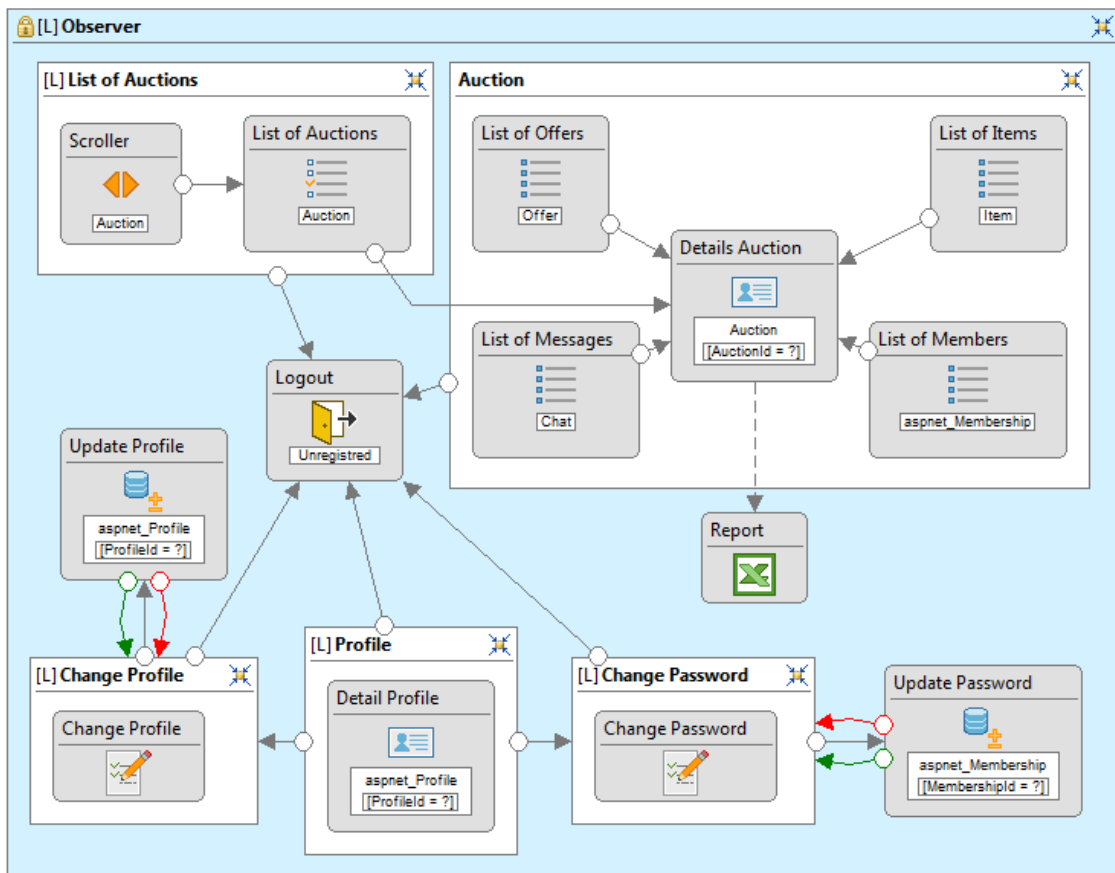 [L] Observer
[L] List of Auctions
Scroller
Auction
List of Auctions
Auction
Auction
List of Offers
Offer
List of Items
Item
Details Auction
Auction
[AuctionId = ?]
List of Messages
Chat
List of Members
aspnet_Membership
Logout
Unregistred
Update Profile
aspnet_Profile
[ProfileId = ?]
Report
[L] Change Profile
Change Profile
[L] Profile
Detail Profile
aspnet_Profile
[ProfileId = ?]
[L] Change Password
Change Password
Update Password
aspnet_Membership
[MembershipId = ?]